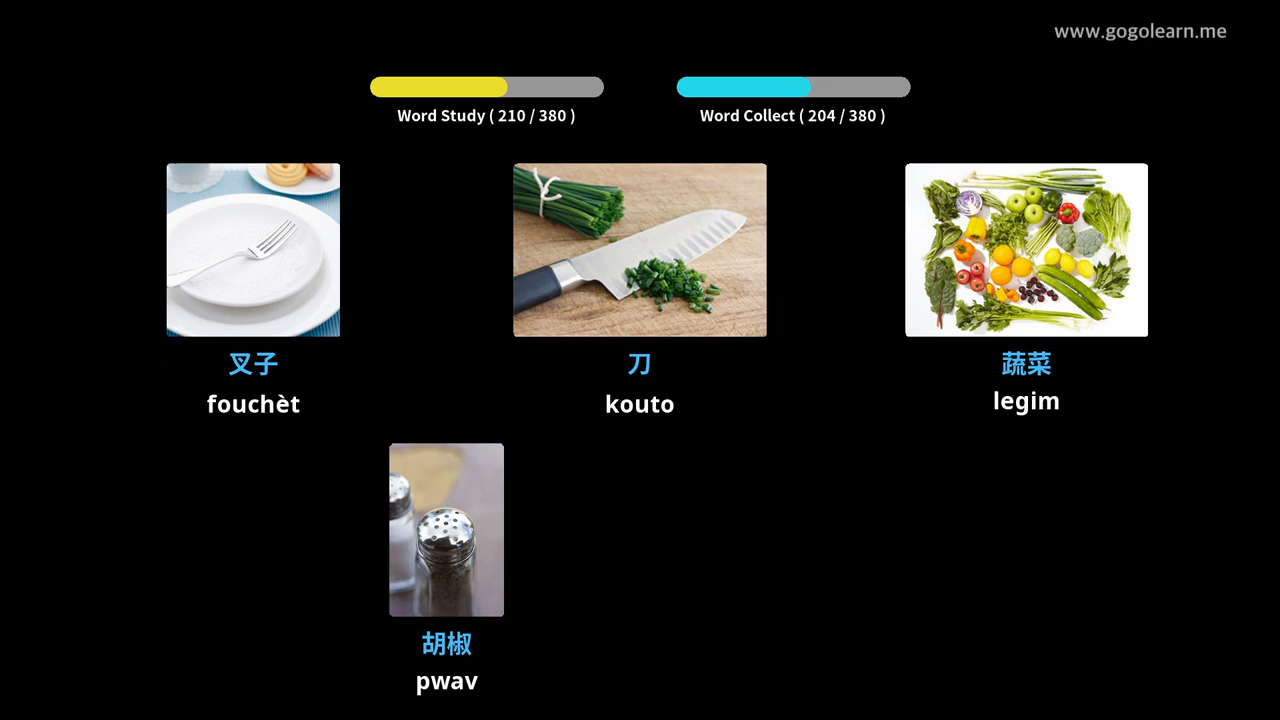 www.gogolearn.me
Word Study ( 210 / 380 )
Word Collect ( 204 / 380 )
叉子
fouchèt
刀
kouto
蔬菜
legim
胡椒
pwav